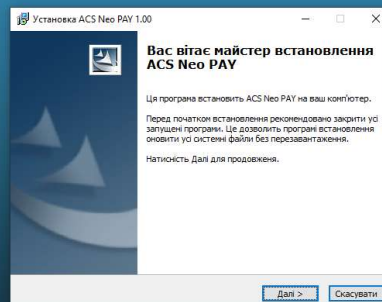 Установка ACS Neo PAY 1.00
Вас вітає майстер встановлення
ACS Neo PAY
Ця програма встановить ACS Neo PAY на ваш комп'ютер.
Перед початком встановлення рекомендовано закрити усі
запущені програми. Це дозволить програмі встановлення
оновити усі системні файли без перезавантаження.
Натисність Далі для продовженя.
Далі > Скасувати